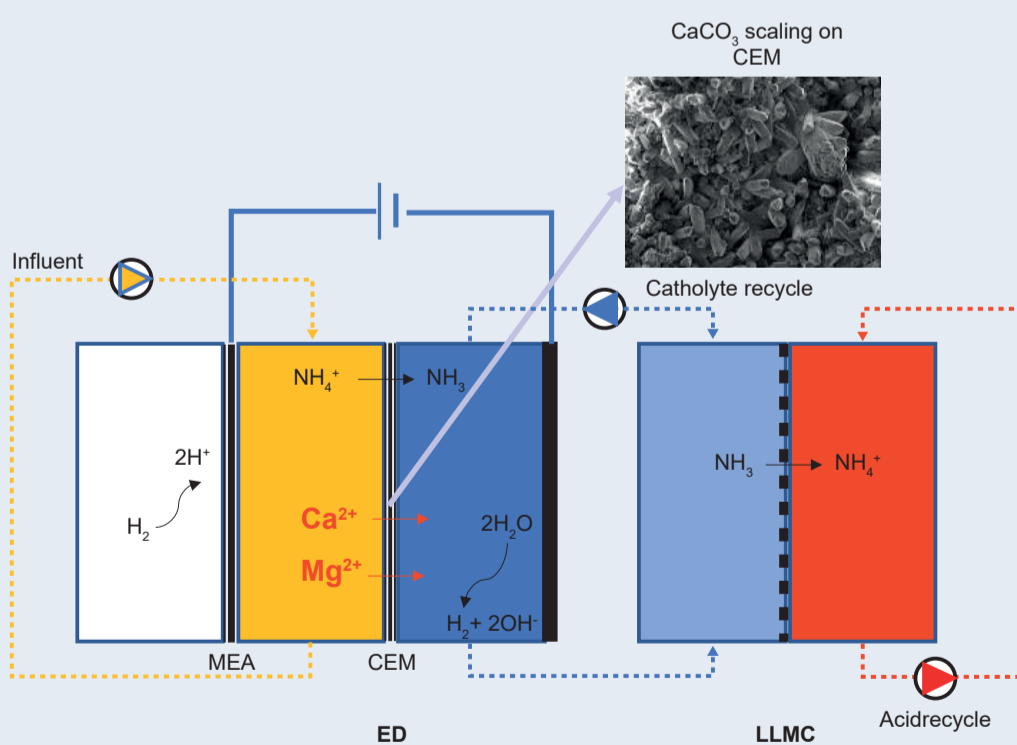 CaCO₃ scaling on
CEM
Influent
Catholyte recycle
NH₄⁺
NH₃
2H⁺
H₂
Ca²⁺
Mg²⁺
2H₂O
H₂+ 2OH⁻
NH₃
NH₄⁺
MEA
CEM
Acidrecycle
ED
LLMC